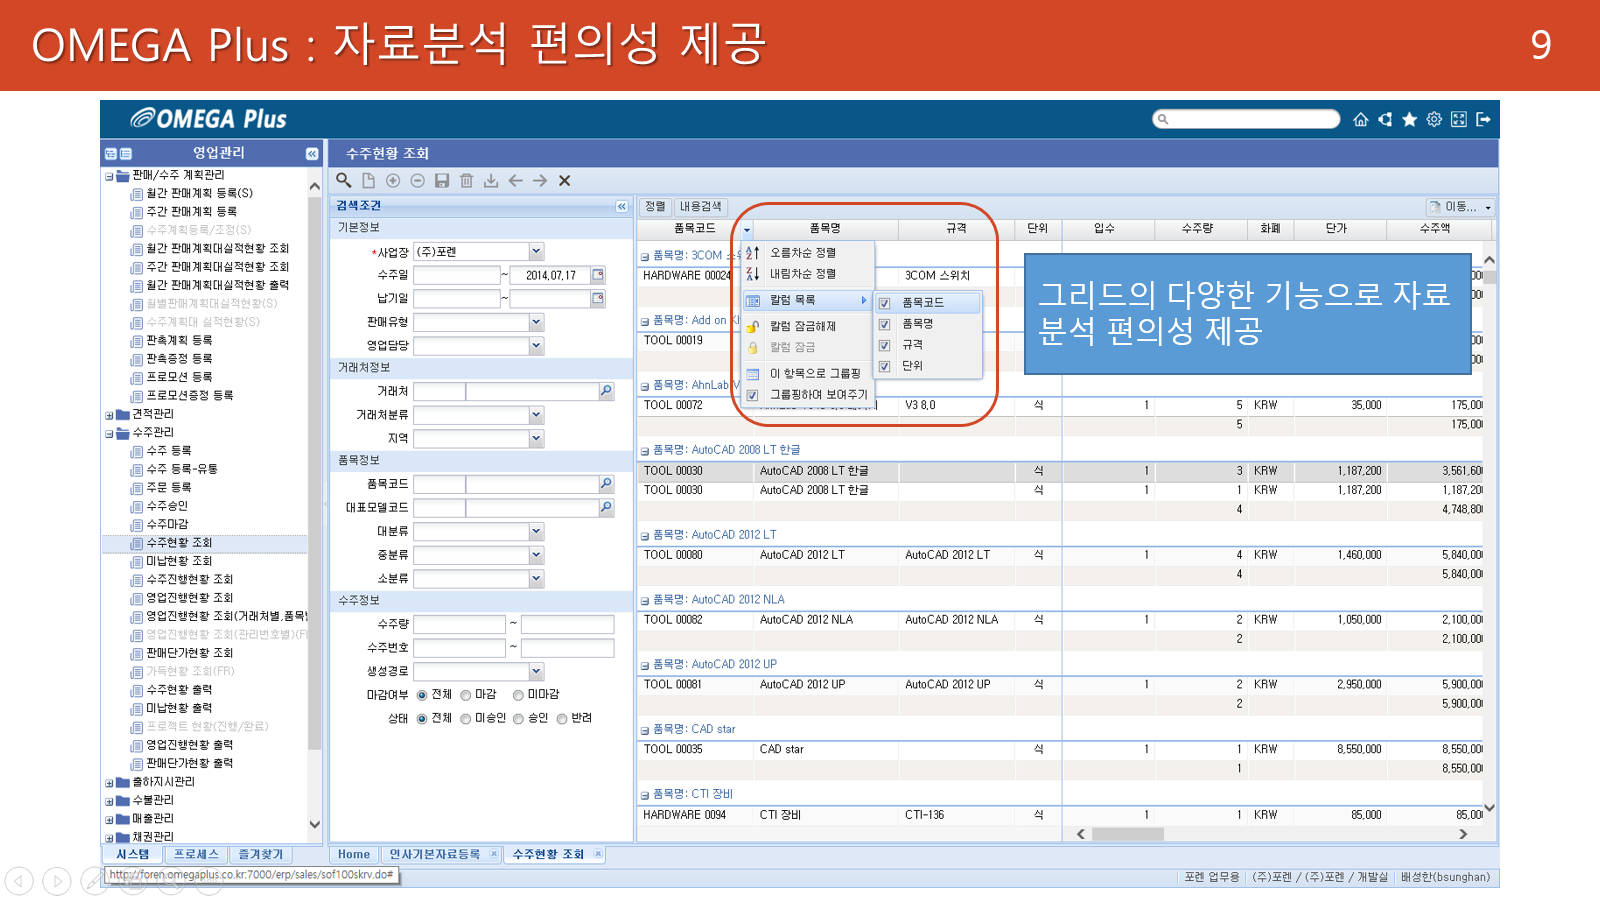 OMEGA Plus : 자료분석 편의성 제공
9
OMEGA Plus
영업관리
수주현황 조회
판매/수주 계획관리
월간 판매계획 등록(S)
주간 판매계획 등록
수주계획등록/조정(S)
월간 판매계획대실적현황 조회
주간 판매계획대실적현황 조회
월간 판매계획대실적현황 출력
월별판매계획대실적현황(S)
수주계획대 실적현황(S)
판촉계획 등록
판촉증정 등록
프로모션 등록
프로모션증정 등록
견적관리
수주관리
수주 등록
수주 등록-유통
주문 등록
수주승인
수주마감
수주현황 조회
미납현황 조회
수주진행현황 조회
영업진행현황 조회
영업진행현황 조회(거래처별,품목별
영업진행현황 조회(관리번호별)(FR
판매단가현황 조회
가득현황 조회(FR)
수주현황 출력
미납현황 출력
프로젝트 현황(진행/완료)
영업진행현황 출력
판매단가현황 출력
출하지시관리
수불관리
매출관리
채권관리
시스템 프로세스 즐겨찾기
검색조건
기본정보
*사업장 (주)포렌
수주일 ~ 2014.07.17
납기일 ~
판매유형
영업담당
거래처정보
거래처
거래처분류
지역
품목정보
품목코드
대표모델코드
대분류
중분류
소분류
수주정보
수주량 ~
수주번호 ~
생성경로
마감여부 전체 마감 미마감
상태 전체 미승인 승인 반려
정렬 내용검색 이동...
품목코드 품목명 규격 단위 입수 수주량 화폐 단가 수주액
품목명: 3COM
HARDWARE 00024 3COM 스위치
품목명: Add on
TOOL 00019
품목명: AhnLab V
TOOL 00072 V3 8,0 식 1 5 KRW 35,000 175,000
5 175,000
오름차순 정렬
내림차순 정렬
칼럼 목록
칼럼 잠금해제
칼럼 잠금
이 항목으로 그룹핑
그룹핑하여 보여주기
품목코드
품목명
규격
단위
그리드의 다양한 기능으로 자료
분석 편의성 제공
품목명: AutoCAD 2008 LT 한글
TOOL 00030 AutoCAD 2008 LT 한글 식 1 3 KRW 1,187,200 3,561,600
TOOL 00030 AutoCAD 2008 LT 한글 식 1 1 KRW 1,187,200 1,187,200
4 4,748,800
품목명: AutoCAD 2012 LT
TOOL 00080 AutoCAD 2012 LT AutoCAD 2012 LT 식 1 4 KRW 1,460,000 5,840,000
4 5,840,000
품목명: AutoCAD 2012 NLA
TOOL 00082 AutoCAD 2012 NLA AutoCAD 2012 NLA 식 1 2 KRW 1,050,000 2,100,000
2 2,100,000
품목명: AutoCAD 2012 UP
TOOL 00081 AutoCAD 2012 UP AutoCAD 2012 UP 식 1 2 KRW 2,950,000 5,900,000
2 5,900,000
품목명: CAD star
TOOL 00035 CAD star 식 1 1 KRW 8,550,000 8,550,000
1 8,550,000
품목명: CTI 장비
HARDWARE 0094 CTI 장비 CTI-136 식 1 1 KRW 85,000 85,000
Home 인사기본자료등록 수주현황 조회
http://foren.omegaplus.co.kr:7000/erp/sales/sof100skrv.do#
포렌 업무용 (주)포렌 / (주)포렌 / 개발실 배성한(bsunghan)